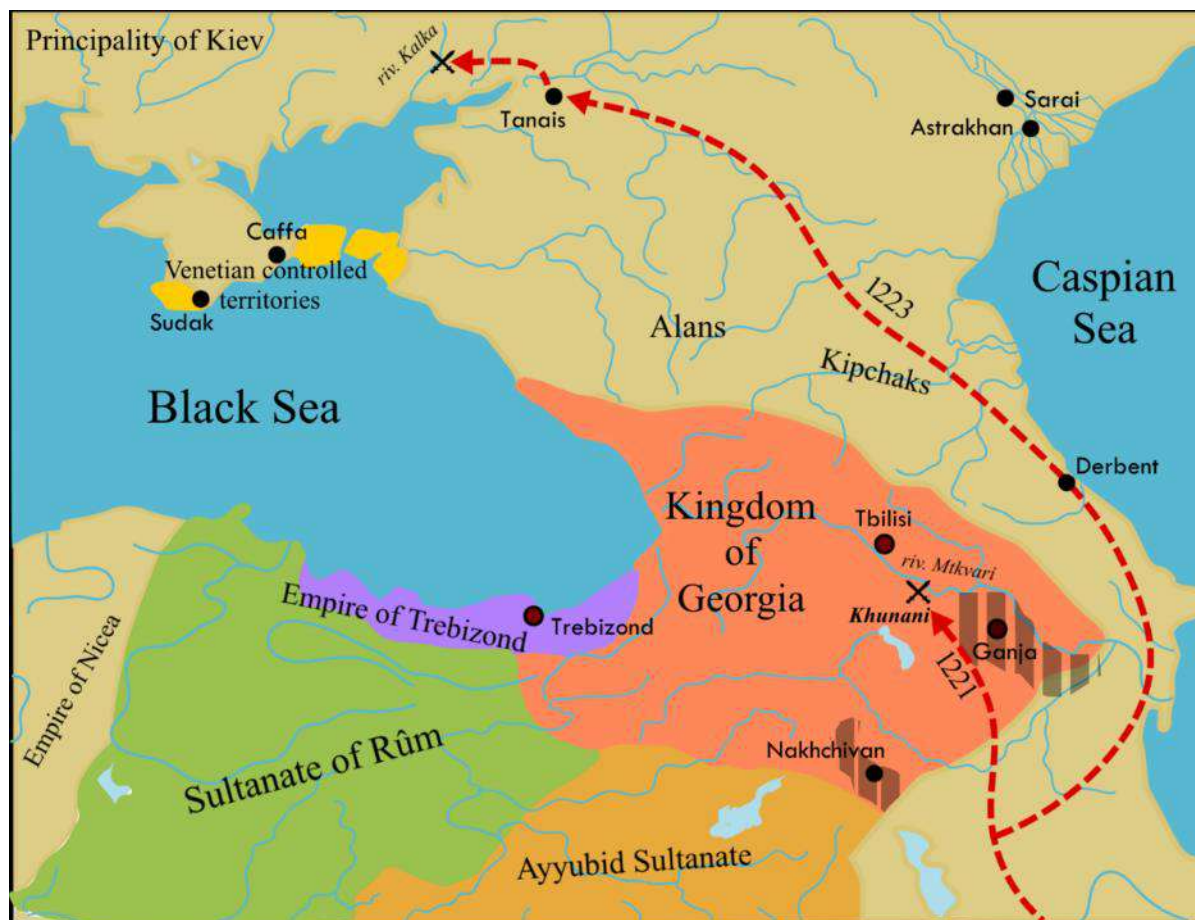 Principality of Kiev
riv. Kalka
Tanais
Sarai
Astrakhan
Caffa
Venetian controlled
territories
Sudak
1223
Caspian
Sea
Alans
Kipchaks
Black Sea
Derbent
Kingdom
of
Georgia
Tbilisi
riv. Mtkvari
Khunani
Empire of Trebizond
Trebizond
Ganja
1221
Empire of Nicea
Nakhchivan
Sultanate of Rûm
Ayyubid Sultanate